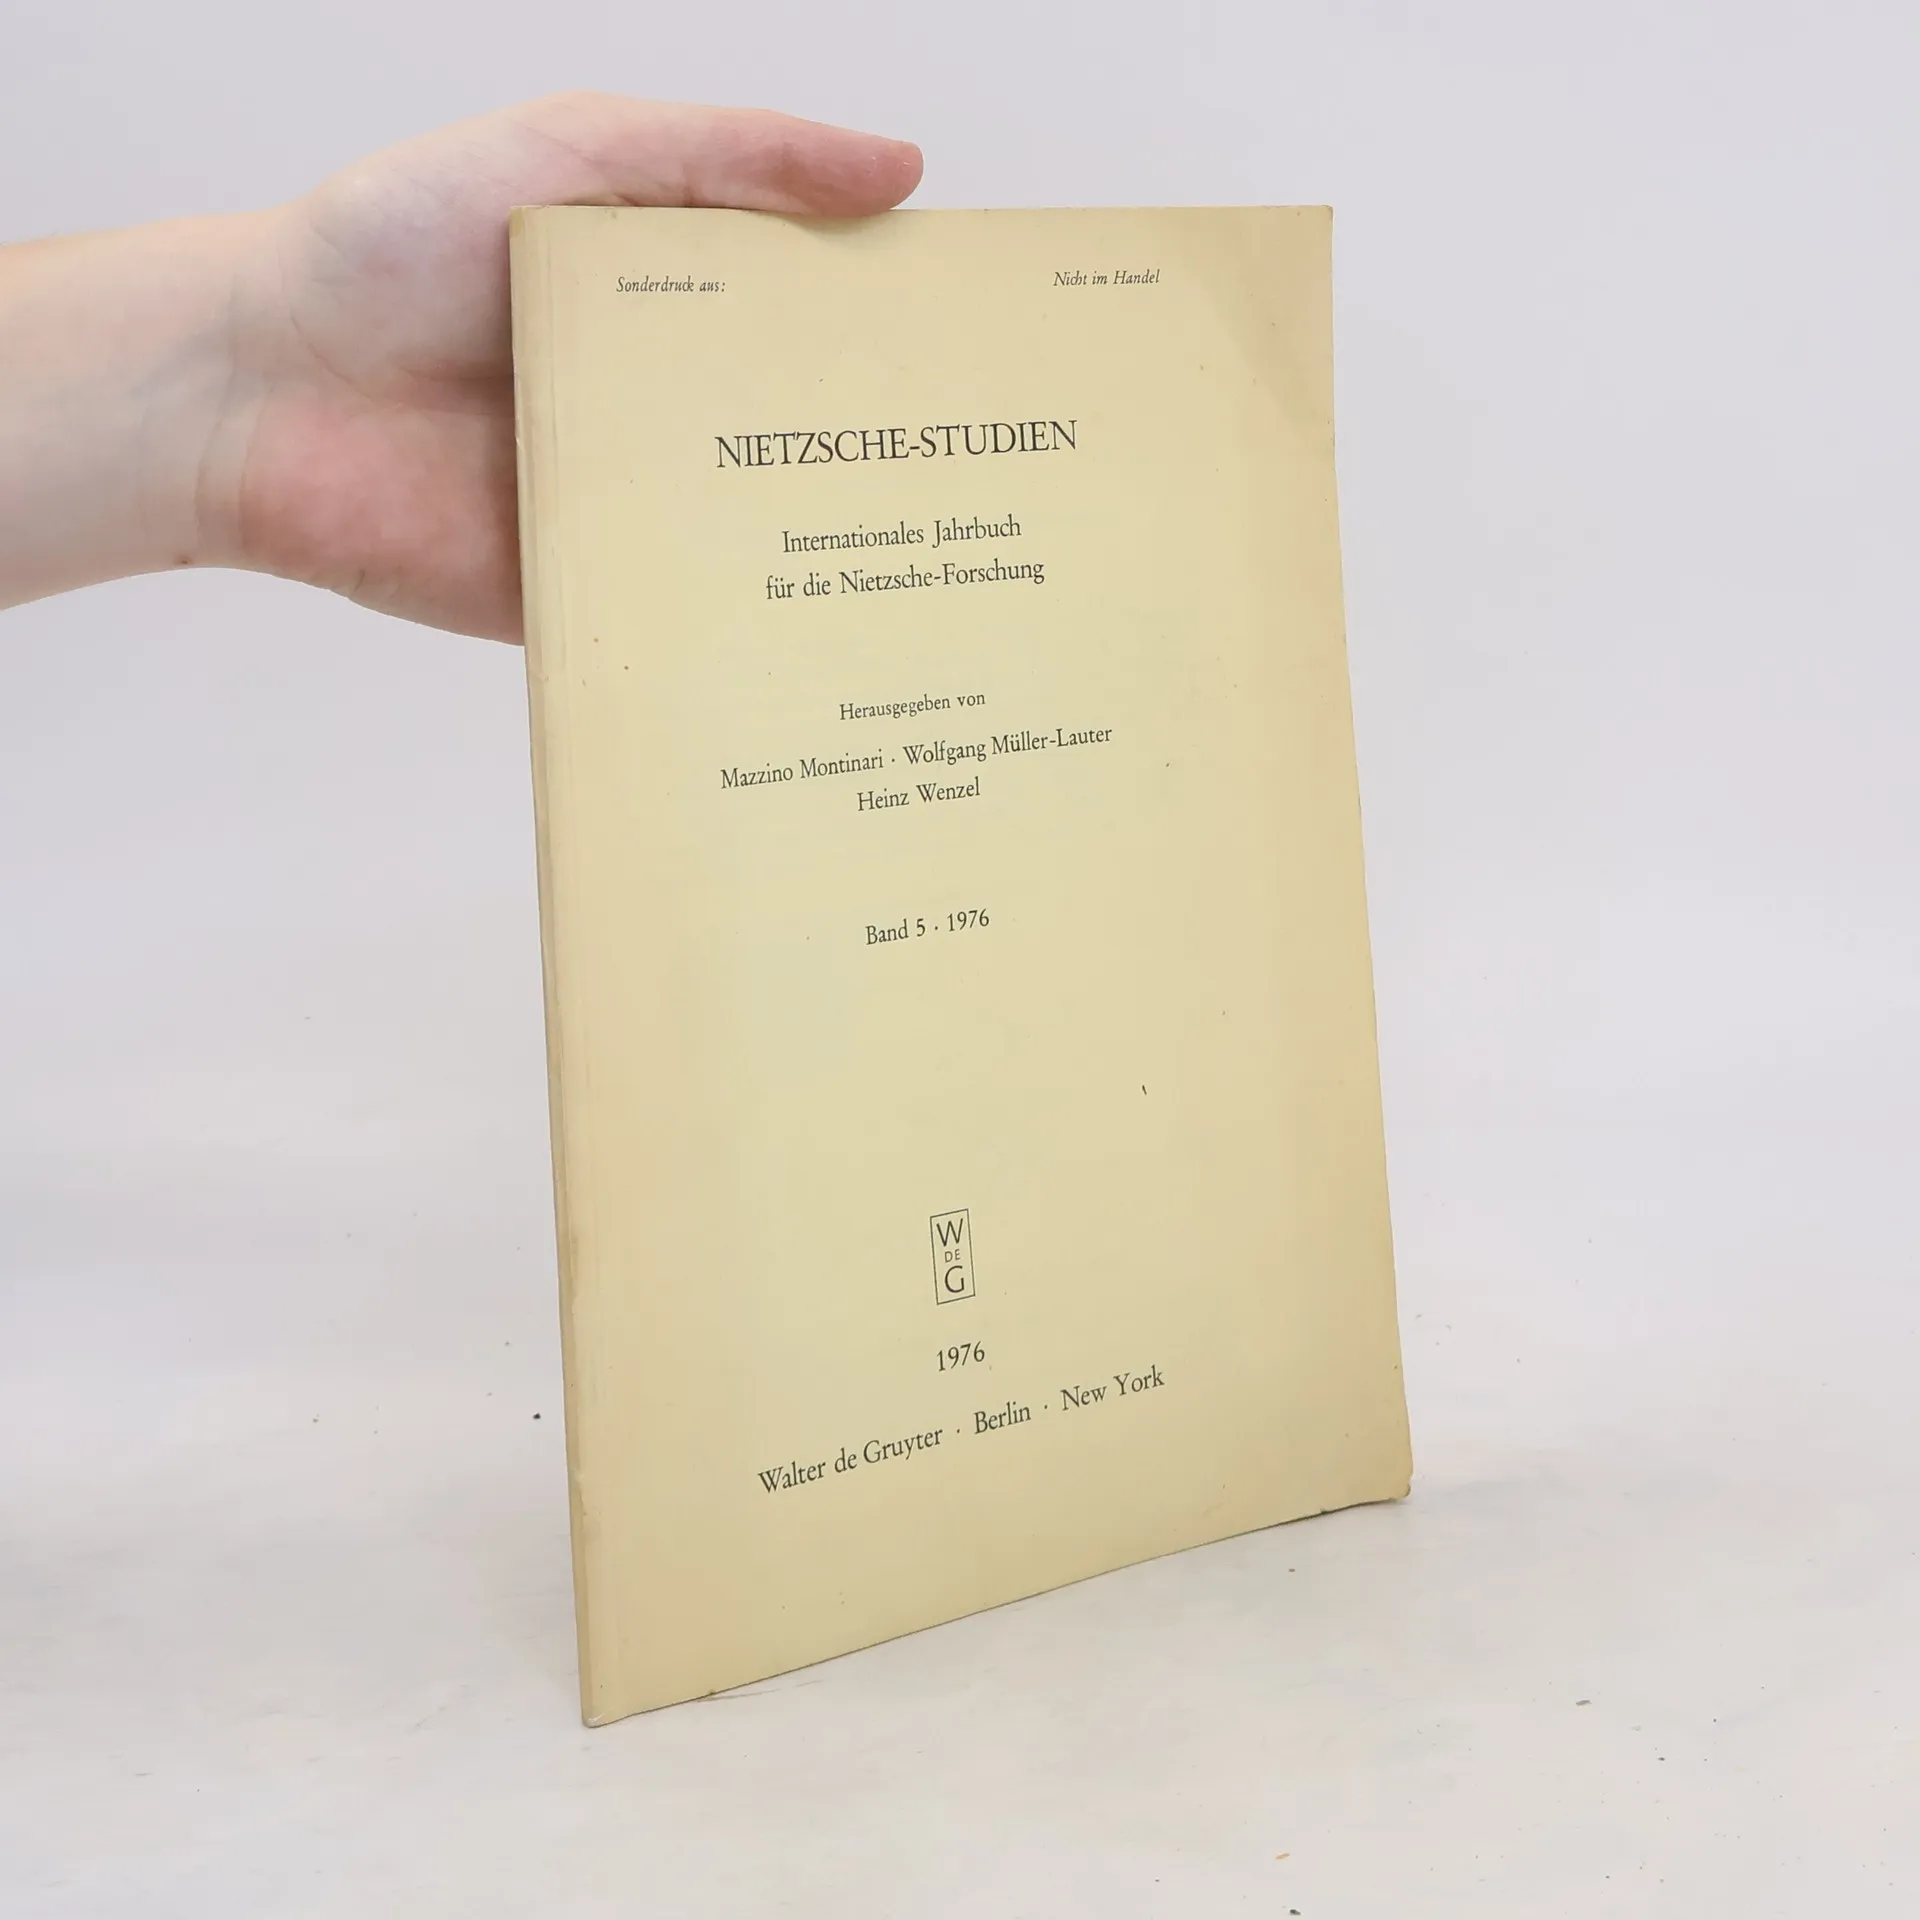 Sonderdruck aus:
Nicht im Handel
NIETZSCHE-STUDIEN
Internationales Jahrbuch
für die Nietzsche-Forschung
Herausgegeben von
Mazzino Montinari · Wolfgang Müller-Lauter
Heinz Wenzel
Band 5 · 1976
W
DE
G
1976
Walter de Gruyter · Berlin · New York